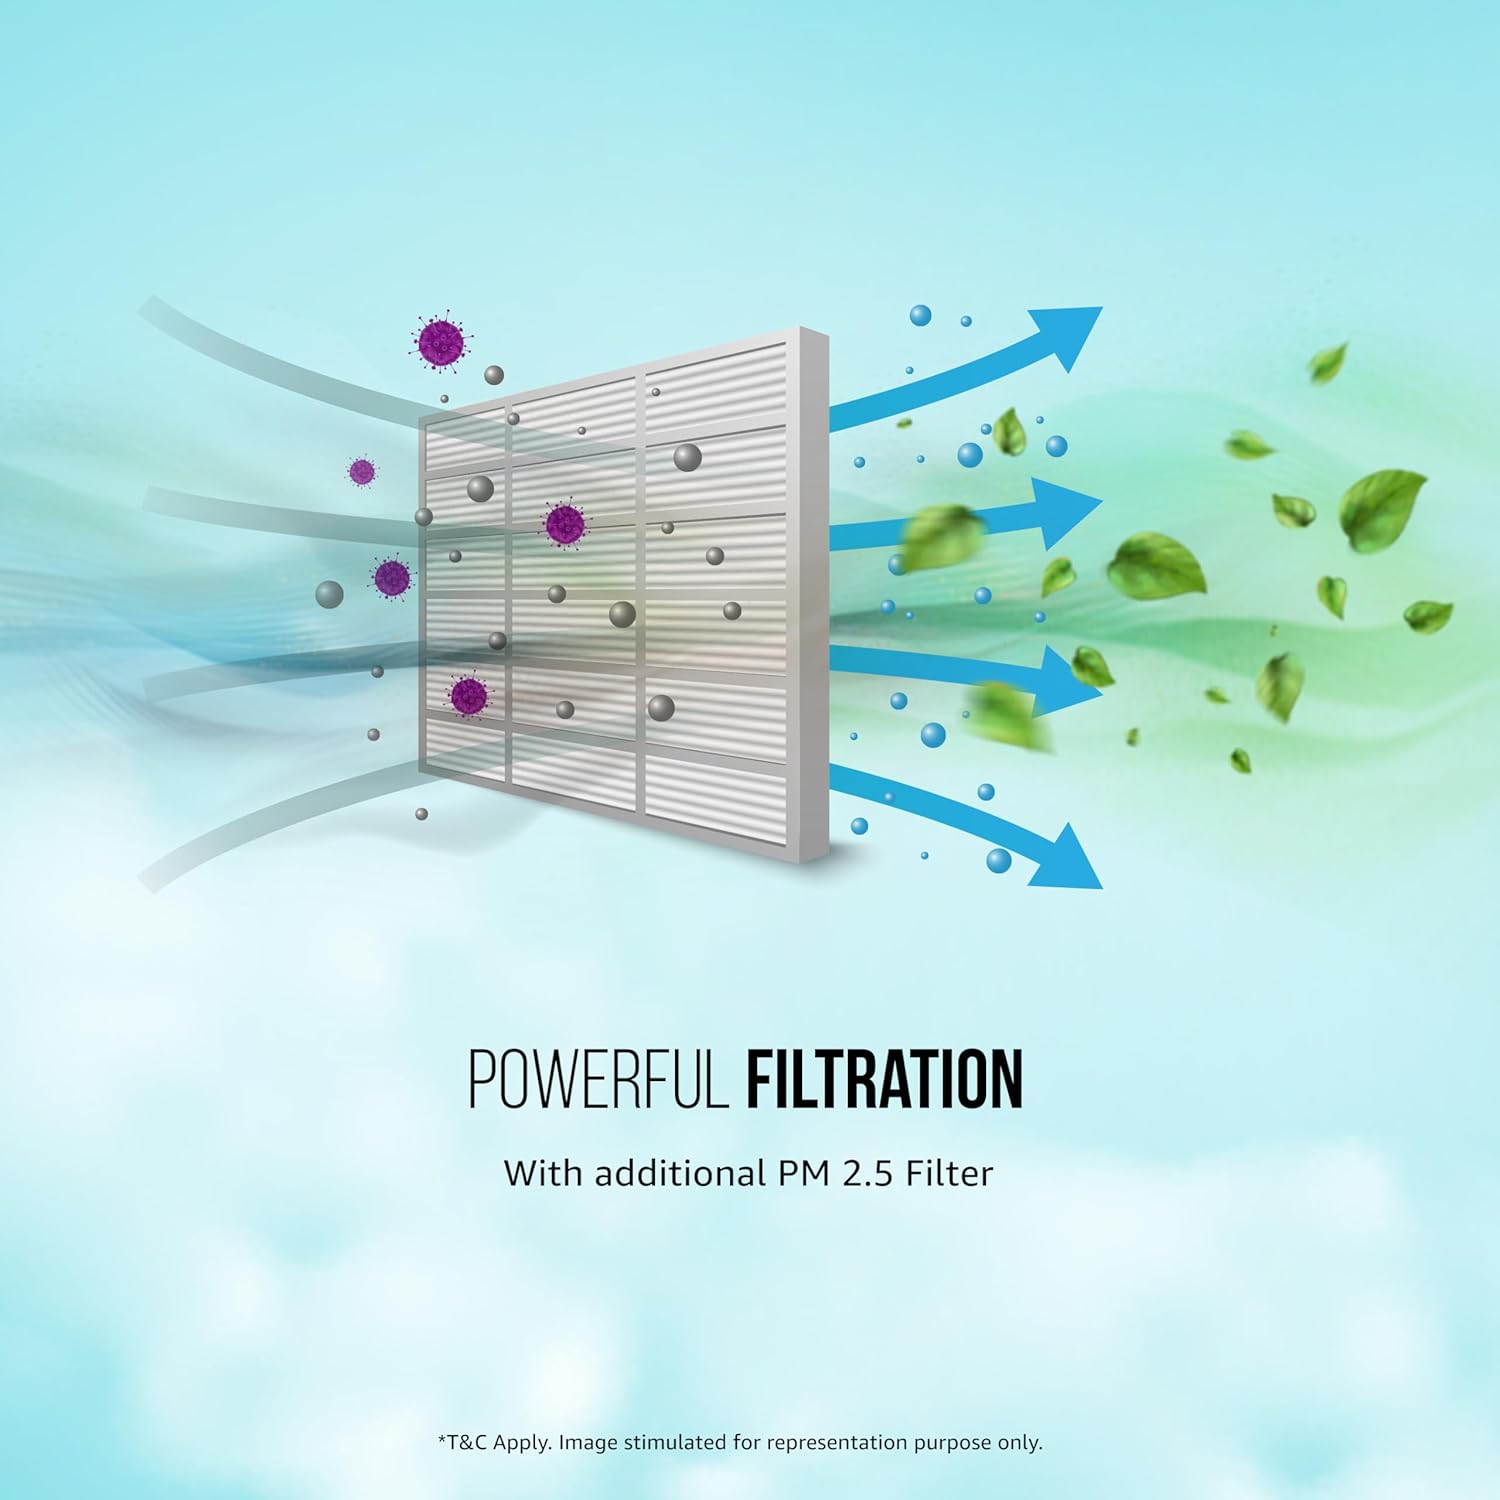 POWERFUL FILTRATION
With additional PM 2.5 Filter
*T&C Apply. Image stimulated for representation purpose only.